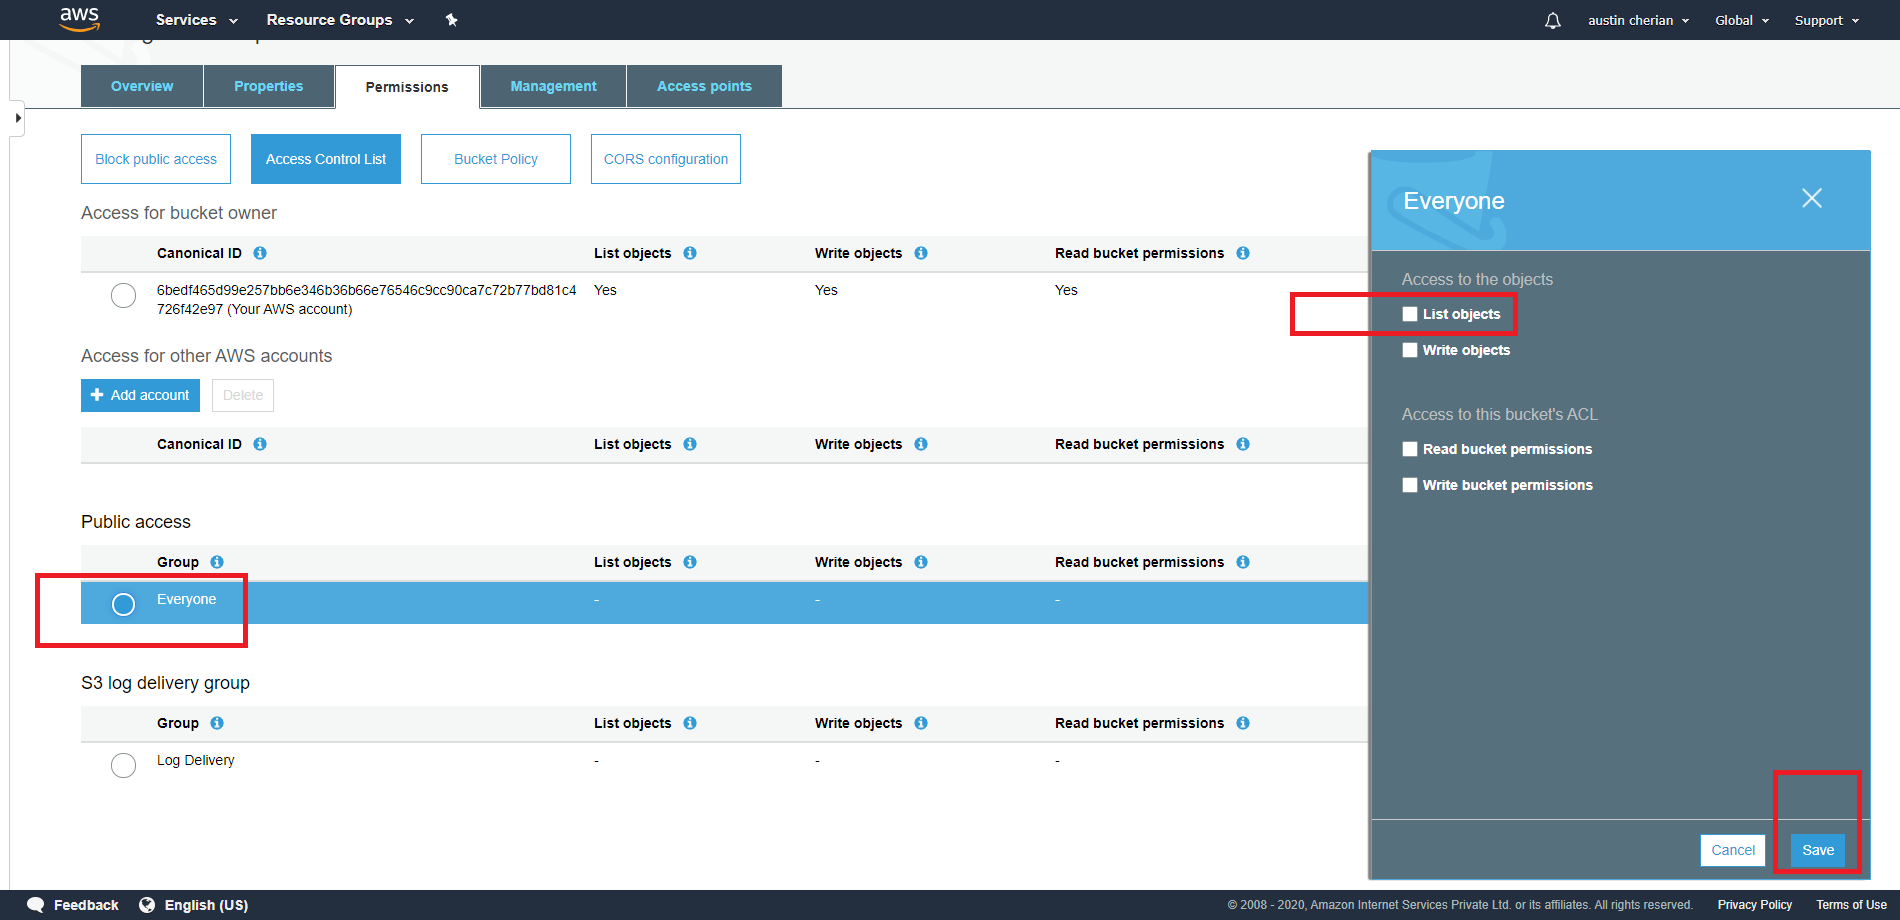 aws Services Resource Groups austin cherian Global Support
Overview Properties Permissions Management Access points
Block public access Access Control List Bucket Policy CORS configuration
Access for bucket owner
Canonical ID List objects Write objects Read bucket permissions
6bedf465d99e257bb6e346b36b66e76546c9cc90ca7c72b77bd81c4 Yes Yes Yes
726f42e97 (Your AWS account)
Access for other AWS accounts
Add account Delete
Canonical ID List objects Write objects Read bucket permissions
Public access
Group List objects Write objects Read bucket permissions
Everyone - - -
S3 log delivery group
Group List objects Write objects Read bucket permissions
Log Delivery - - -
Everyone
Access to the objects
List objects
Write objects
Access to this bucket's ACL
Read bucket permissions
Write bucket permissions
Cancel Save
Feedback English (US) © 2008 - 2020, Amazon Internet Services Private Ltd. or its affiliates. All rights reserved. Privacy Policy Terms of Use